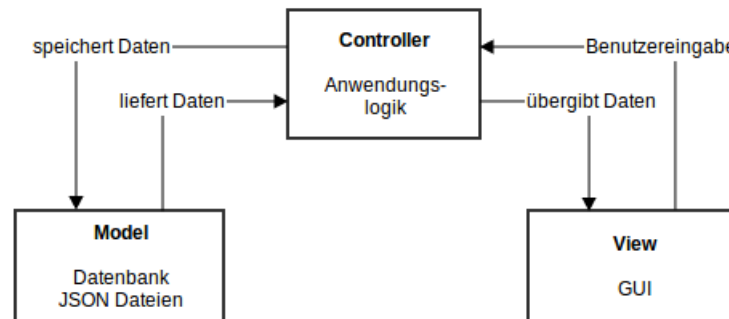 Controller
Anwendungs-
logik
speichert Daten
liefert Daten
Benutzereingabe
übergibt Daten
Model
Datenbank
JSON Dateien
View
GUI